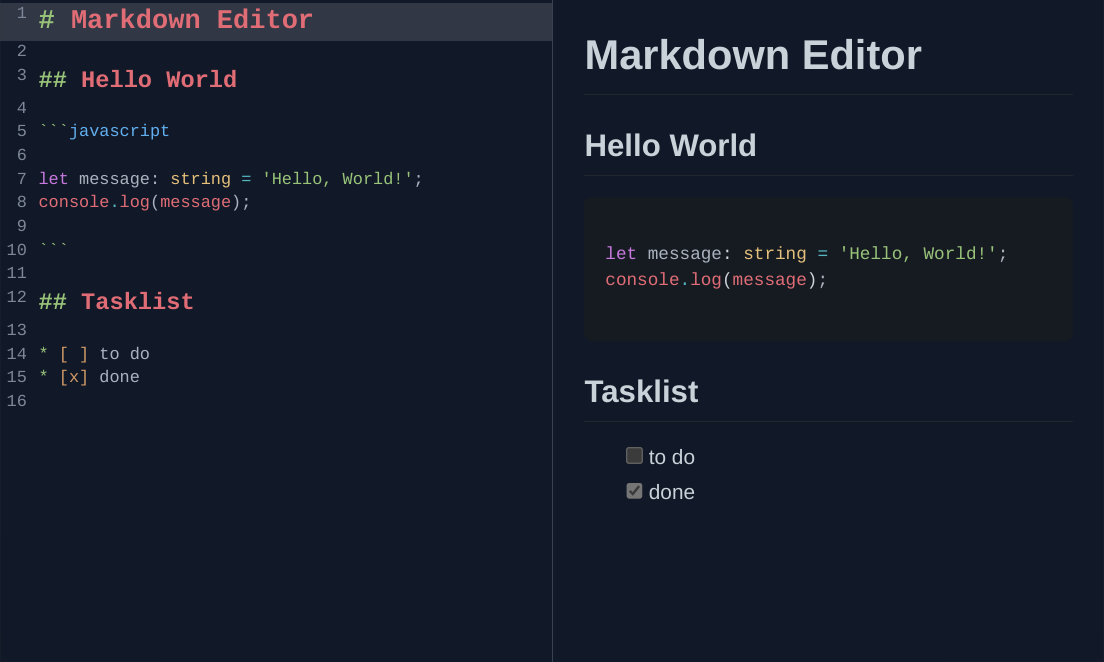 1 # Markdown Editor
2
3 ## Hello World
4
5 ```javascript
6
7 let message: string = 'Hello, World!';
8 console.log(message);
9
10 ```
11
12 ## Tasklist
13
14 * [ ] to do
15 * [x] done
16
Markdown Editor
Hello World
let message: string = 'Hello, World!';
console.log(message);
Tasklist
to do
done